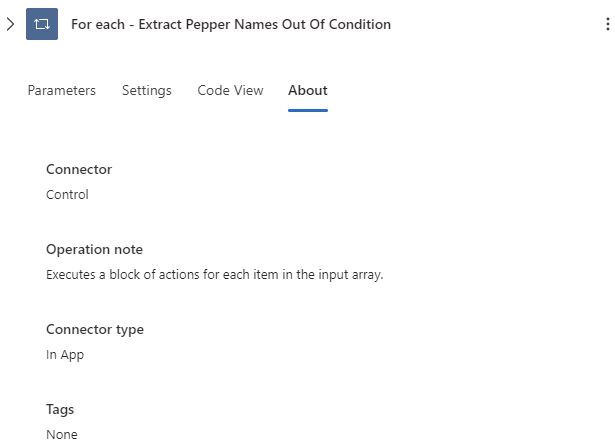 For each - Extract Pepper Names Out Of Condition
Parameters Settings Code View About
Connector
Control
Operation note
Executes a block of actions for each item in the input array.
Connector type
In App
Tags
None